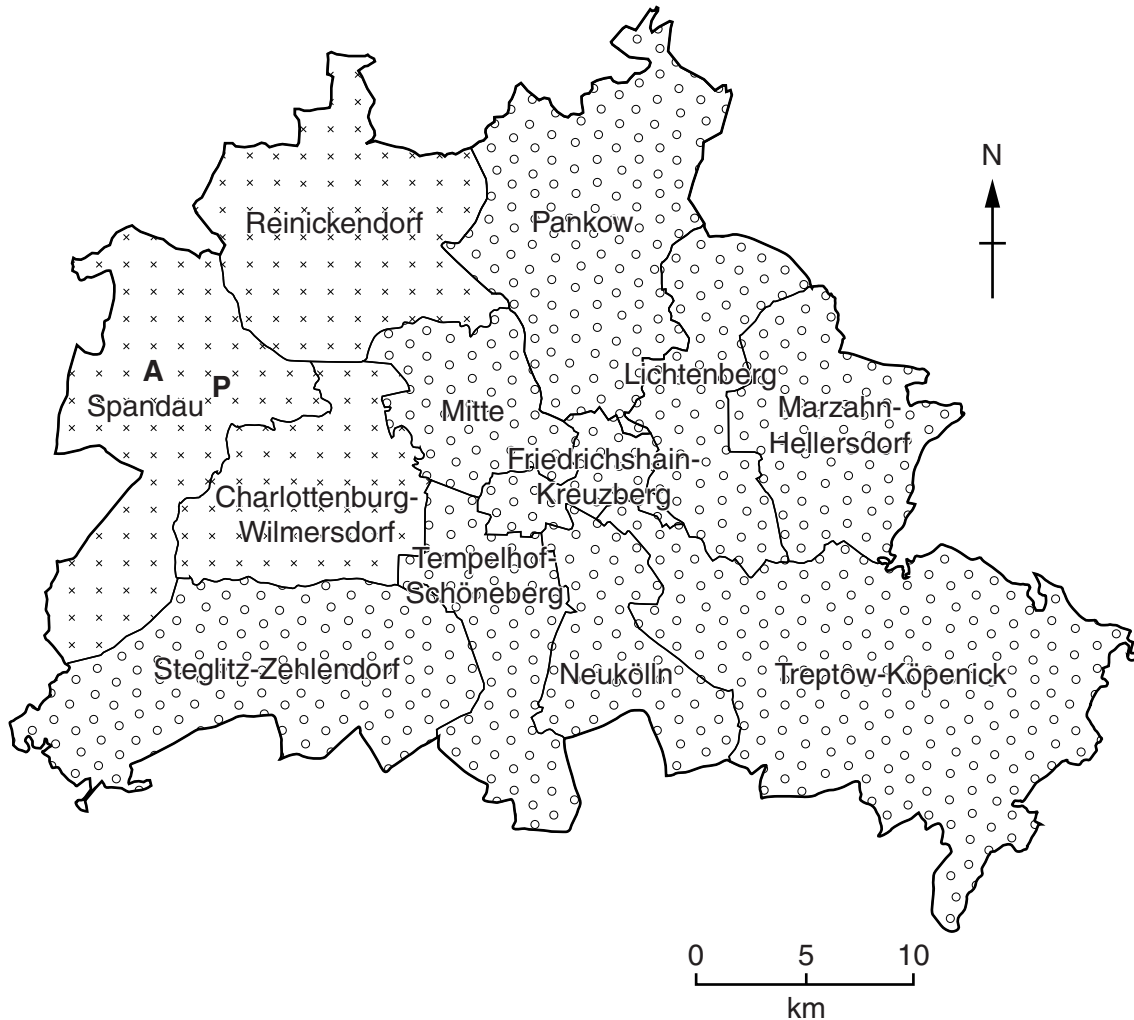 N
Reinickendorf
Pankow
A
P
Spandau
Lichtenberg
Mitte
Marzahn-
Hellersdorf
Friedrichshain-
Kreuzberg
Charlottenburg-
Wilmersdorf
Tempelhof-
Schöneberg
Steglitz-Zehlendorf
Neukölln
Treptow-Köpenick
0 5 10
km